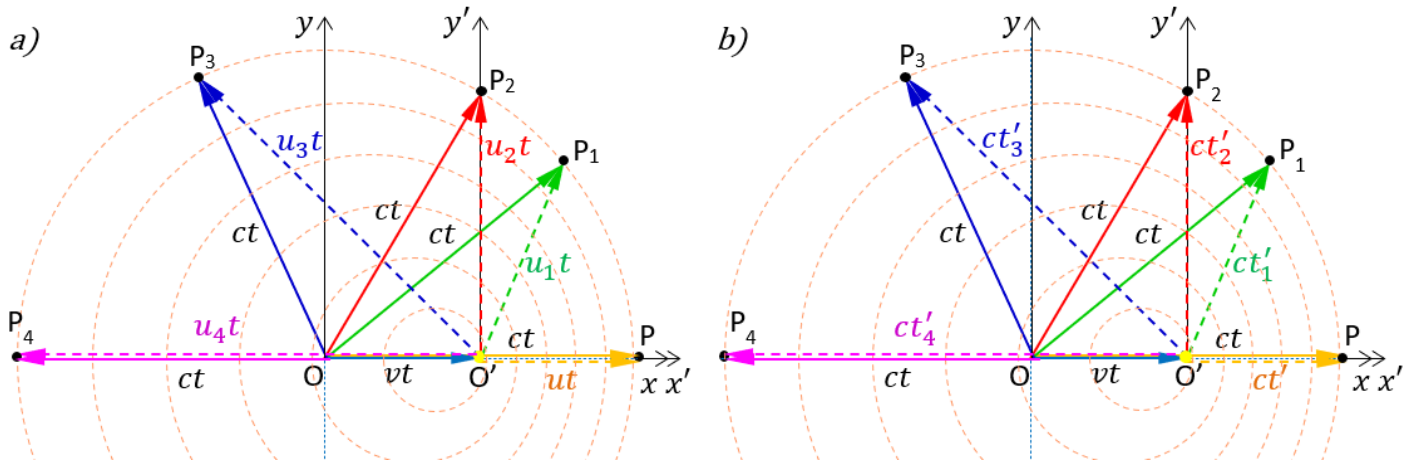 a)
y
y′
P₃
P₂
P₁
u₃t
u₂t
ct
ct
ct
u₁t
P₄
u₄t
ct
P
O
O′
ct
vt
ut
x x′
b)
y
y′
P₃
P₂
P₁
ct′₃
ct′₂
ct
ct
ct
ct′₁
P₄
ct′₄
ct
P
O
O′
ct
vt
ct′
x x′